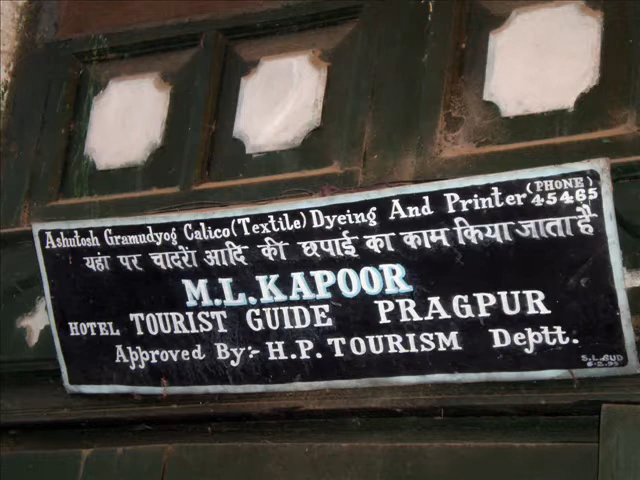 Ashutosh Gramudyog Calico (Textile) Dyeing And Printer (PHONE) 45465
यहां पर चादरों आदि की छपाई का काम किया जाता है
M.L.KAPOOR
HOTEL TOURIST GUIDE PRAGPUR
Approved By:- H.P. TOURISM Deptt.
S.L.SUD